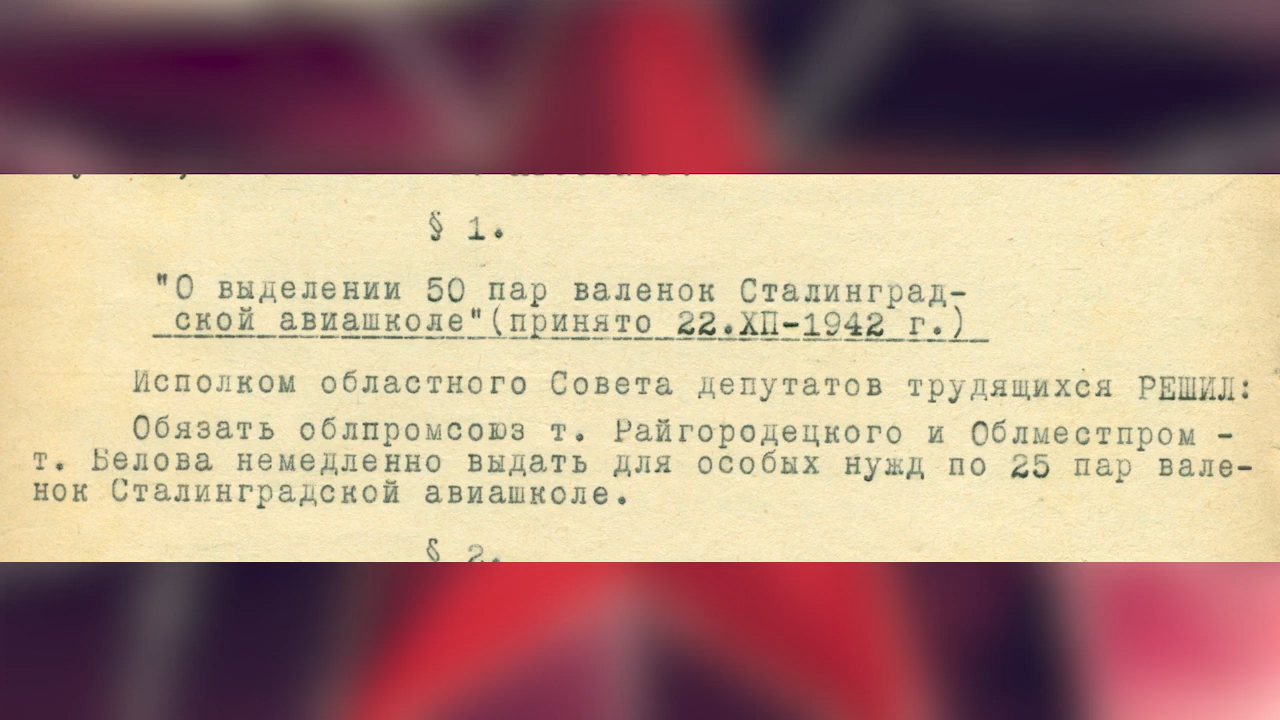 § 1.
"О выделении 50 пар валенок Сталинград-
ской авиашколе"(принято 22.ХП-1942 г.)
Исполком областного Совета депутатов трудящихся РЕШИЛ:
Обязать облпромсоюз т. Райгородецкого и Облместпром -
т. Белова немедленно выдать для особых нужд по 25 пар вале-
нок Сталинградской авиашколе.
§ 2.